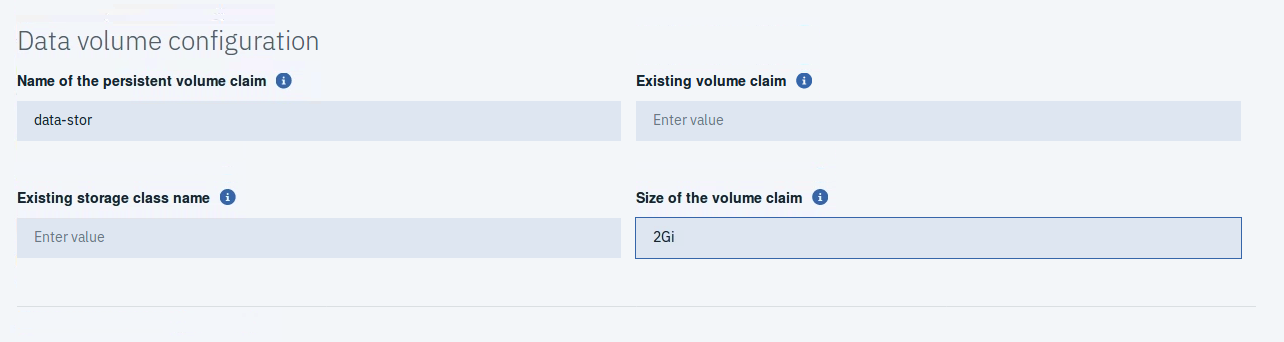 Data volume configuration
Name of the persistent volume claim
Existing volume claim
data-stor
Enter value
Existing storage class name
Size of the volume claim
Enter value
2Gi